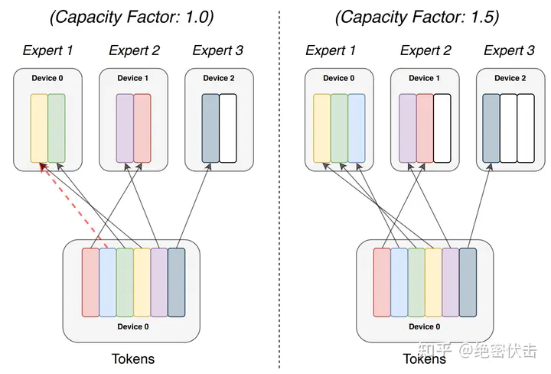 (Capacity Factor: 1.0)
Expert 1 Expert 2 Expert 3
Device 0 Device 1 Device 2
Device 0
Tokens
(Capacity Factor: 1.5)
Expert 1 Expert 2 Expert 3
Device 0 Device 1 Device 2
Device 0
Tokens
知乎 @绝密伏击